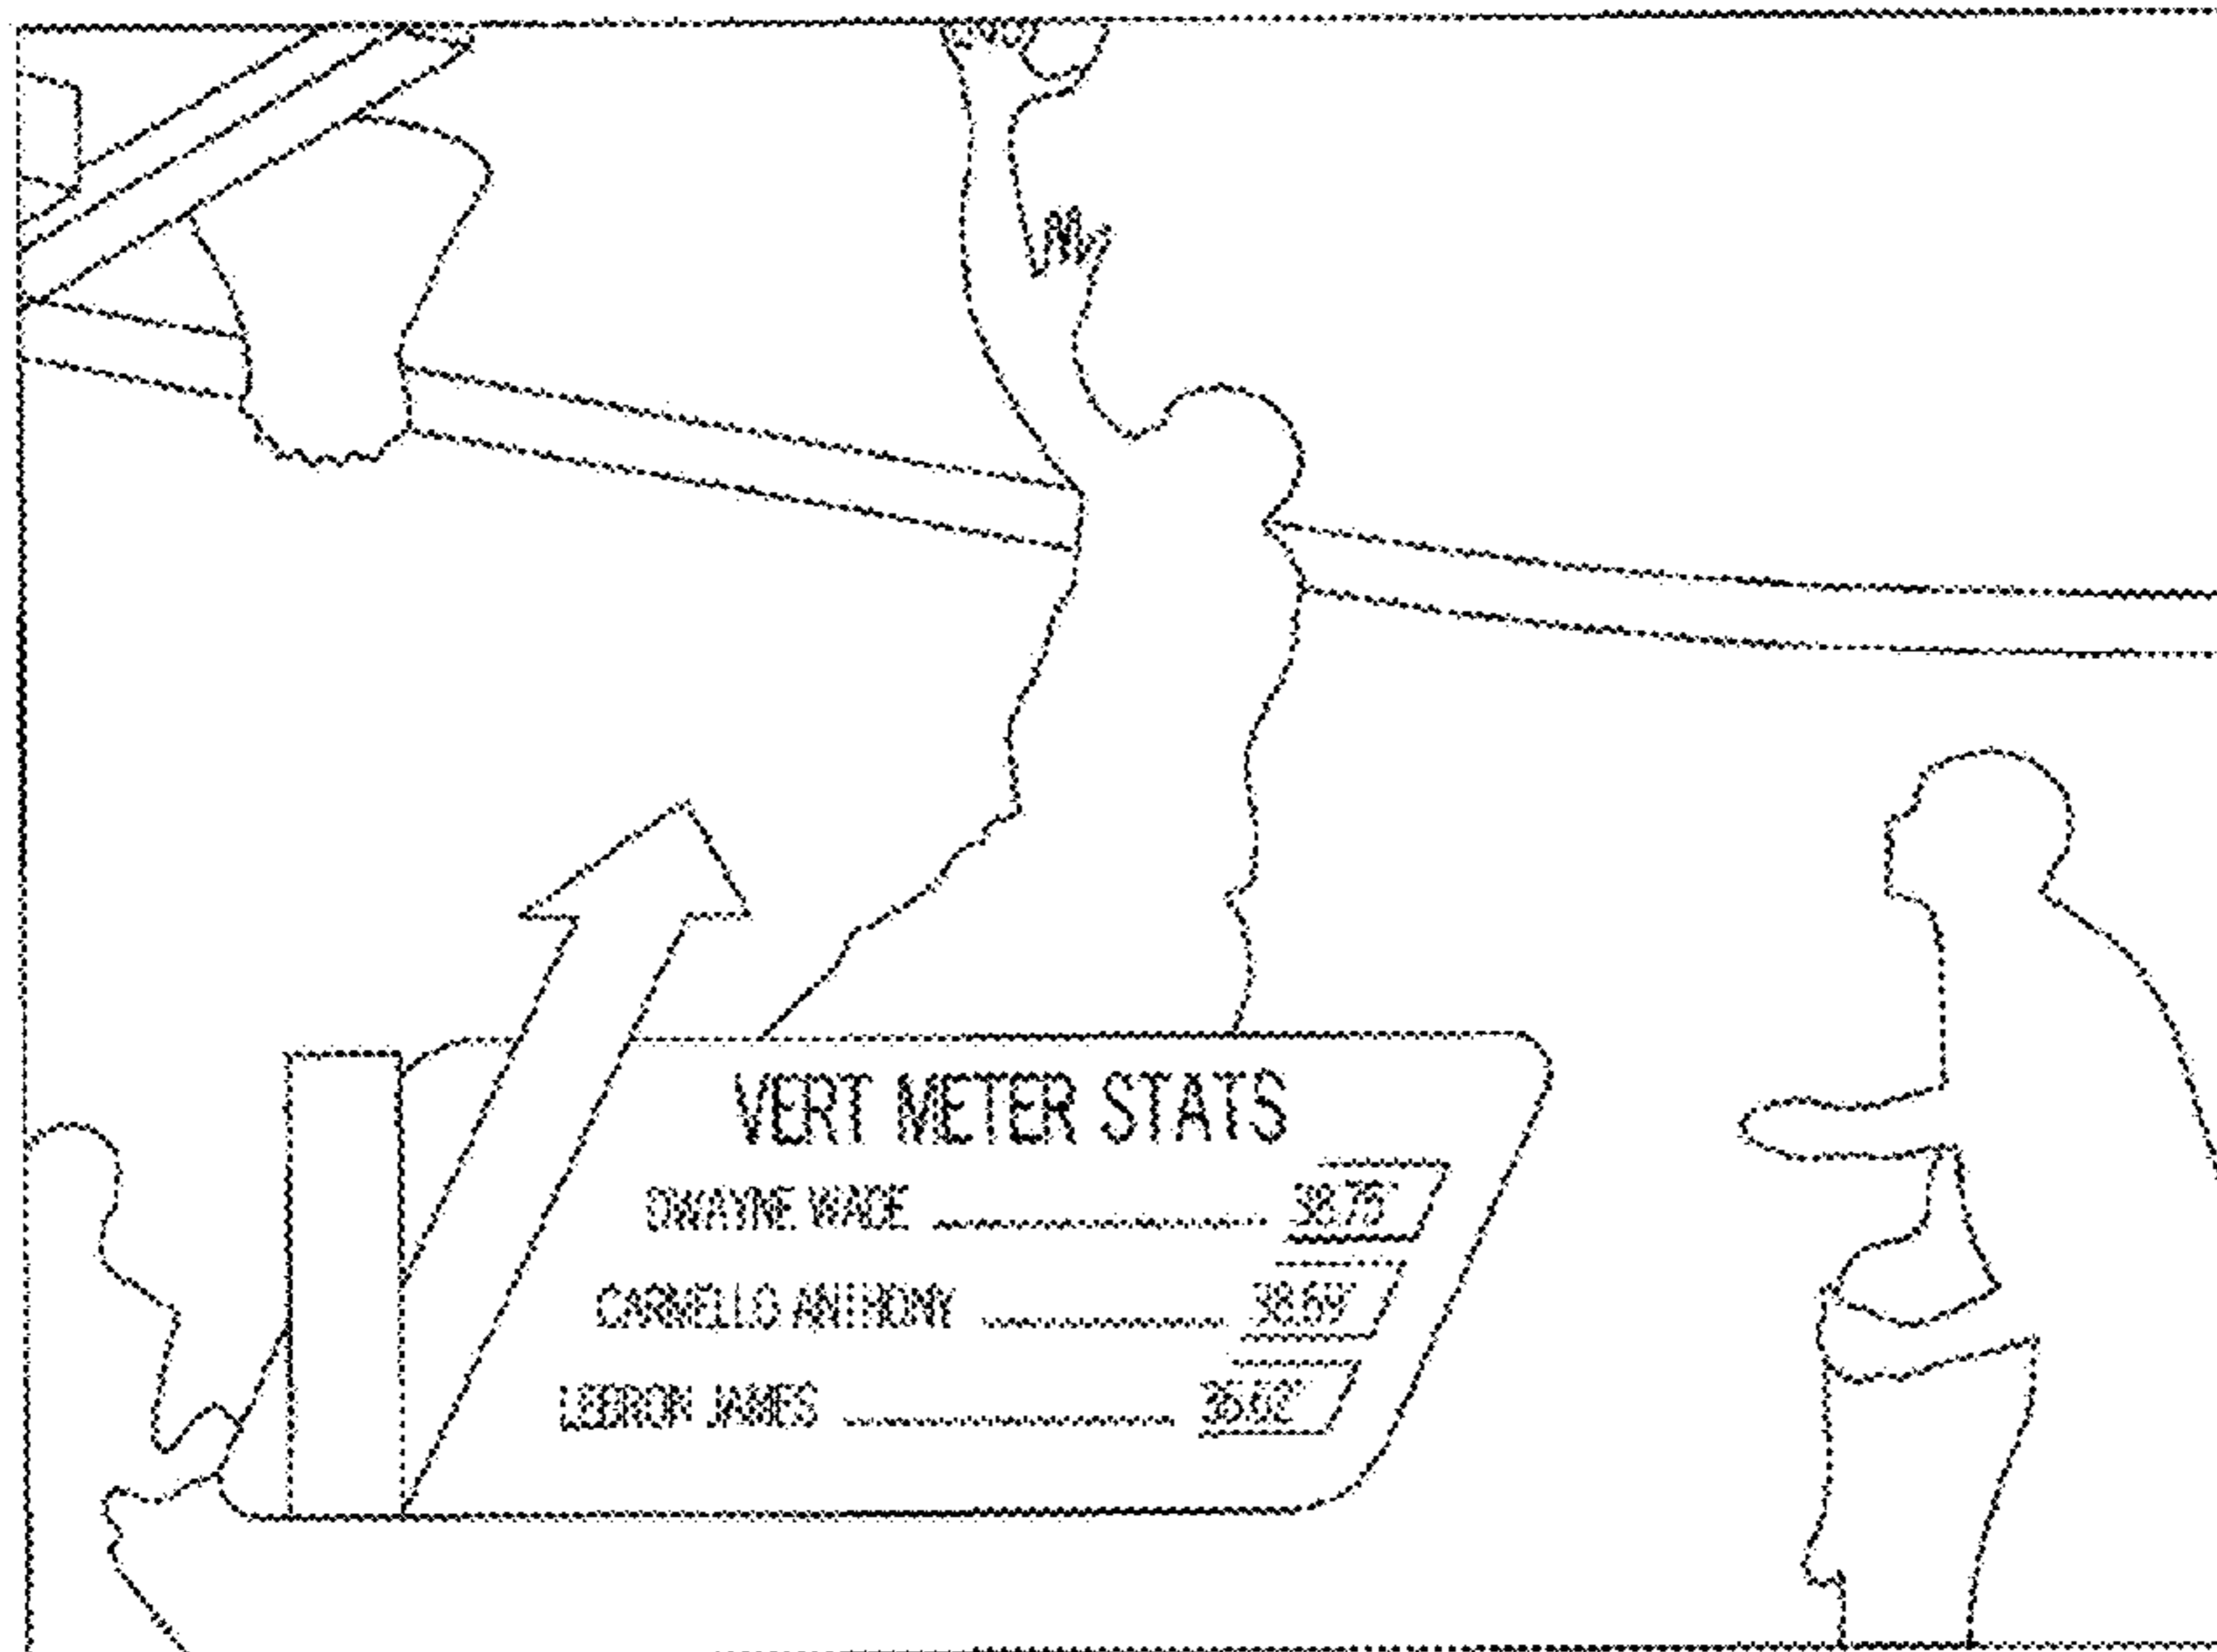 VERT METER STATS
DWAYNE WADE 38.75"
CARMELLO ANTHONY 38.69"
LEBRON JAMES